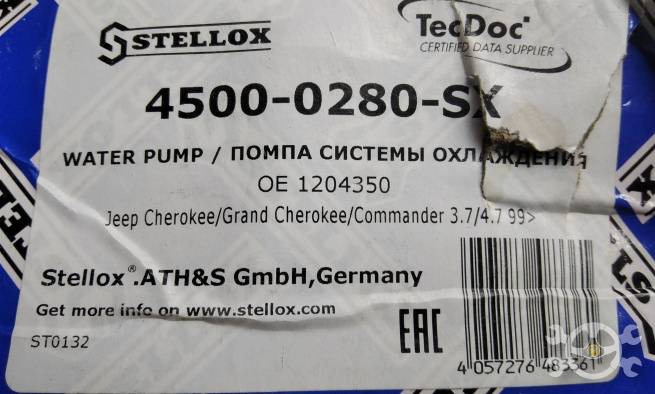 STELLOX
TecDoc
CERTIFIED DATA SUPPLIER
4500-0280-SX
WATER PUMP / ПОМПА СИСТЕМЫ ОХЛАЖДЕНИЯ
OE 1204350
Jeep Cherokee/Grand Cherokee/Commander 3.7/4.7 99>
Stellox®.ATH&S GmbH,Germany
Get more info on www.stellox.com
ST0132
EAC
4 057276 483361